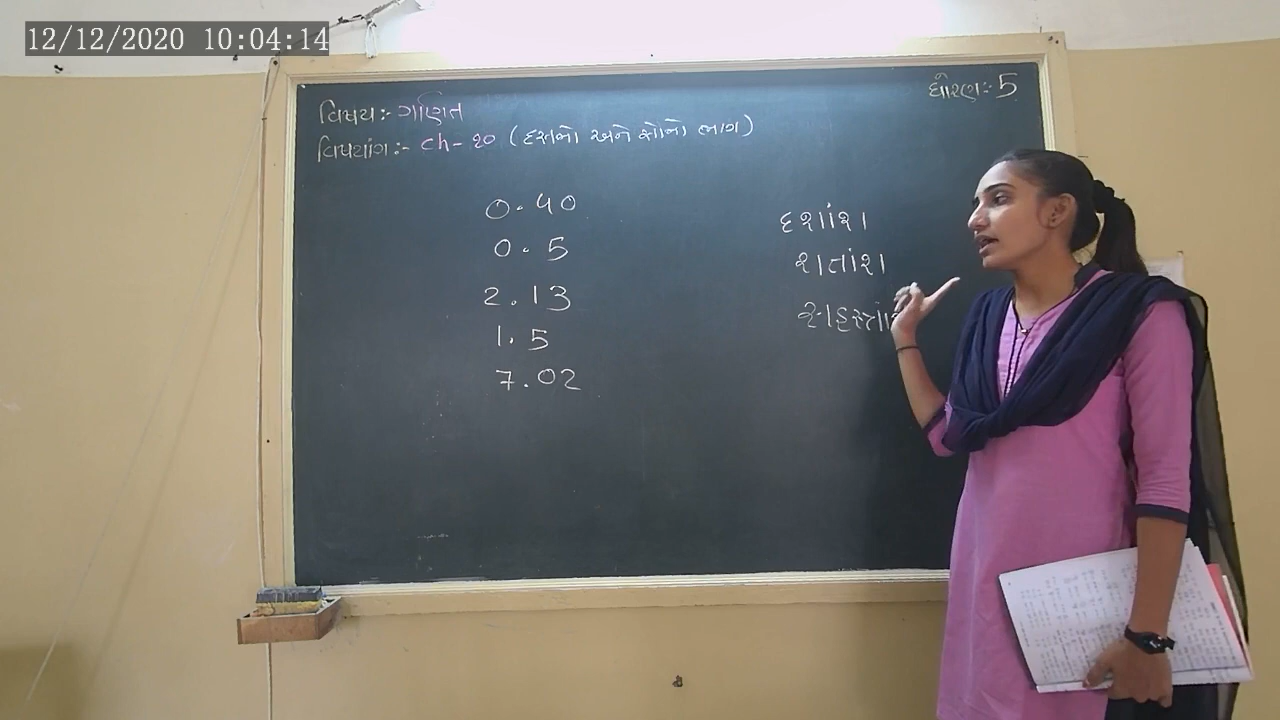 12/12/2020 10:04:14
ધોરણ:- 5
વિષય:- ગણિત
વિષયાંગ:- ch- ૧૦ (દસમો અને સોમો ભાગ)
0.40
0.5
2.13
1.5
7.02
દશાંશ
શતાંશ